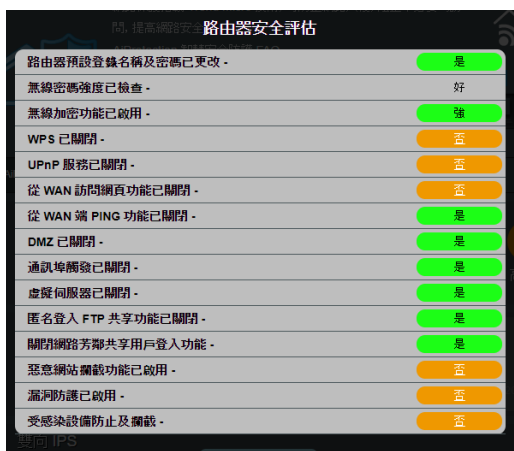 問, 提高網路安全
路由器安全評估
路由器預設登錄名稱及密碼已更改 - 是
無線密碼強度已檢查 - 好
無線加密功能已啟用 - 強
WPS 已關閉 - 否
UPnP 服務已關閉 - 否
從 WAN 訪問網頁功能已關閉 - 否
從 WAN 端 PING 功能已關閉 - 是
DMZ 已關閉 - 是
通訊埠觸發已關閉 - 是
虛擬伺服器已關閉 - 是
匿名登入 FTP 共享功能已關閉 - 是
關閉網路芳鄰共享用戶登入功能 - 是
惡意網站攔截功能已啟用 - 否
漏洞防護已啟用 - 否
受感染設備防止及攔截 - 否
雙向 IPS